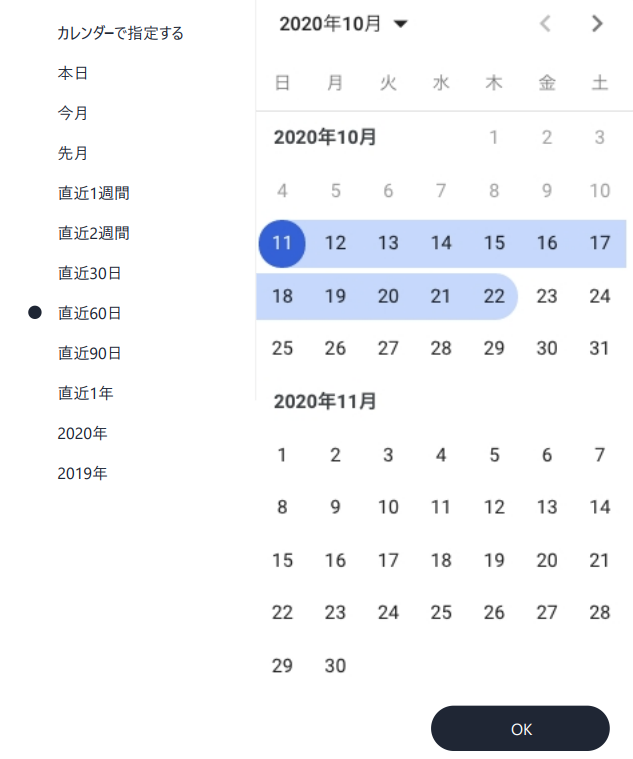 カレンダーで指定する
本日
今月
先月
直近1週間
直近2週間
直近30日
直近60日
直近90日
直近1年
2020年
2019年
2020年10月
日 月 火 水 木 金 土
2020年10月 1 2 3
4 5 6 7 8 9 10
11 12 13 14 15 16 17
18 19 20 21 22 23 24
25 26 27 28 29 30 31
2020年11月
1 2 3 4 5 6 7
8 9 10 11 12 13 14
15 16 17 18 19 20 21
22 23 24 25 26 27 28
29 30
OK